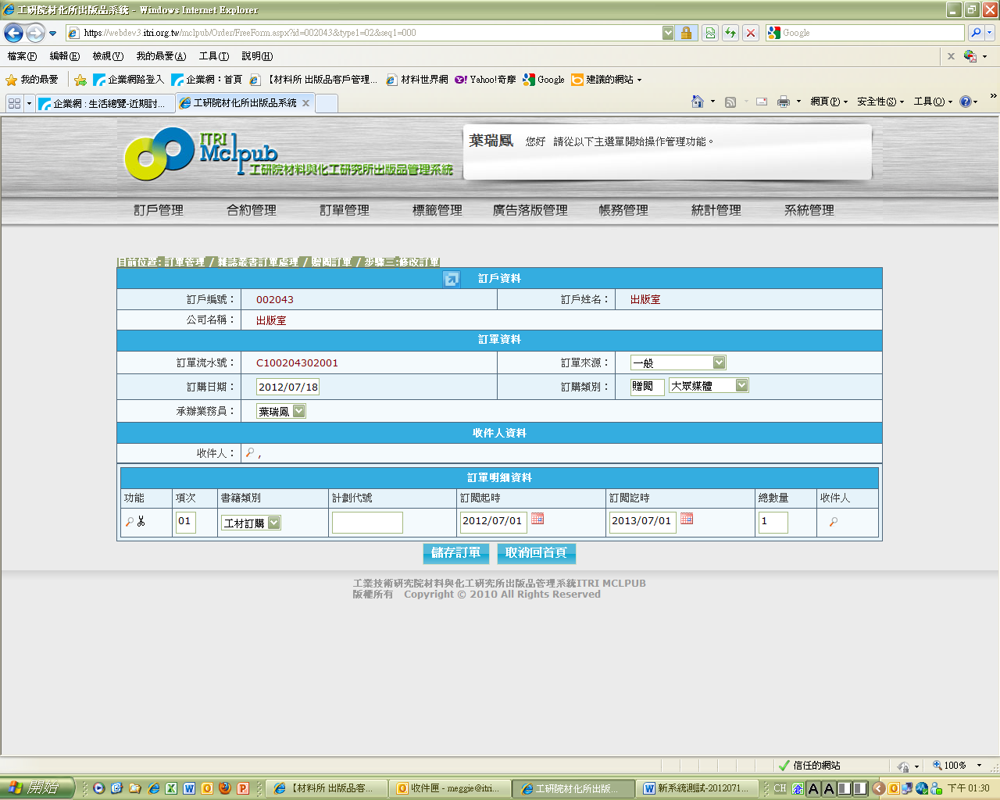 工研院材化所出版品系統 - Windows Internet Explorer
https://webdev3.itri.org.tw/mclpub/Order/FreeForm.aspx?id=002043&type1=02&seq1=000
Google
檔案(F) 編輯(E) 檢視(V) 我的最愛(A) 工具(T) 說明(H)
我的最愛 企業網路登入 企業網：首頁 【材料所 出版品客戶管理... 材料世界網 Yahoo!奇摩 Google 建議的網站
企業網 : 生活總覽-近期討... 工研院材化所出版品系統 網頁(P) 安全性(S) 工具(O)
ITRI
Mclpub
工研院材料與化工研究所出版品管理系統
葉瑞鳳 您好 請從以下主選單開始操作管理功能。
訂戶管理 合約管理 訂單管理 標籤管理 廣告落版管理 帳務管理 統計管理 系統管理
目前位置: 訂單管理 / 雜誌叢書訂單處理 / 贈閱訂單 / 步驟三:修改訂單
訂戶資料
訂戶編號： 002043 訂戶姓名： 出版室
公司名稱： 出版室
訂單資料
訂單流水號： C100204302001 訂單來源： 一般
訂購日期： 2012/07/18 訂購類別： 贈閱 大眾媒體
承辦業務員： 葉瑞鳳
收件人資料
收件人： ,
訂單明細資料
功能 項次 書籍類別 計劃代號 訂閱起時 訂閱訖時 總數量 收件人
01 工材訂購 2012/07/01 2013/07/01 1
儲存訂單 取消回首頁
工業技術研究院材料與化工研究所出版品管理系統ITRI MCLPUB
版權所有 Copyright © 2010 All Rights Reserved
信任的網站 100%
開始 【材料所 出版品客... 收件匣 - meggie@itri... 工研院材化所出版... 新系統測試-2012071... CH 下午 01:30